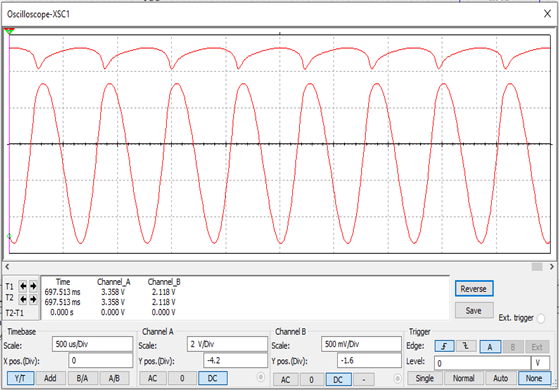 Oscilloscope-XSC1 X
Time Channel_A Channel_B
T1 697.513 ms 3.358 V 2.118 V
T2 697.513 ms 3.358 V 2.118 V
T2-T1 0.000 s 0.000 V 0.000 V
Reverse
Save
Ext. trigger
Timebase Channel A Channel B Trigger
Scale: 500 us/Div Scale: 2 V/Div Scale: 500 mV/Div Edge: A B Ext
X pos.(Div): 0 Y pos.(Div): -4.2 Y pos.(Div): -1.6 Level: 0 V
Y/T Add B/A A/B AC 0 DC AC 0 DC - Single Normal Auto None